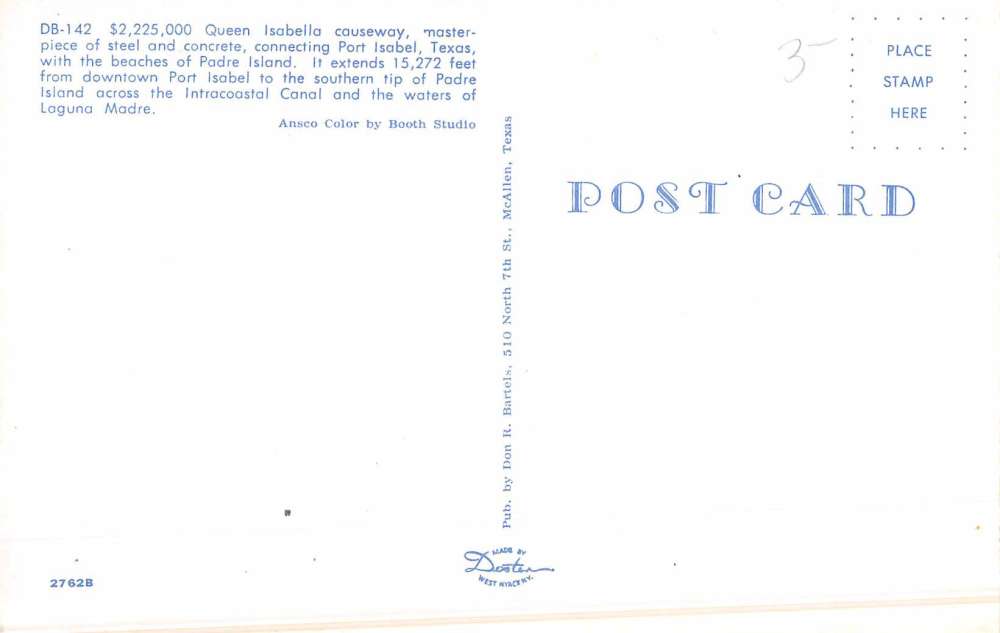 DB-142 $2,225,000 Queen Isabella causeway, master-
piece of steel and concrete, connecting Port Isabel, Texas,
with the beaches of Padre Island. It extends 15,272 feet
from downtown Port Isabel to the southern tip of Padre
Island across the Intracoastal Canal and the waters of
Laguna Madre.
Ansco Color by Booth Studio
3-
PLACE
STAMP
HERE
POST CARD
Pub. by Don R. Bartels, 510 North 7th St., McAllen, Texas
MADE BY
Dexter
WEST NYACK N.Y.
2762B